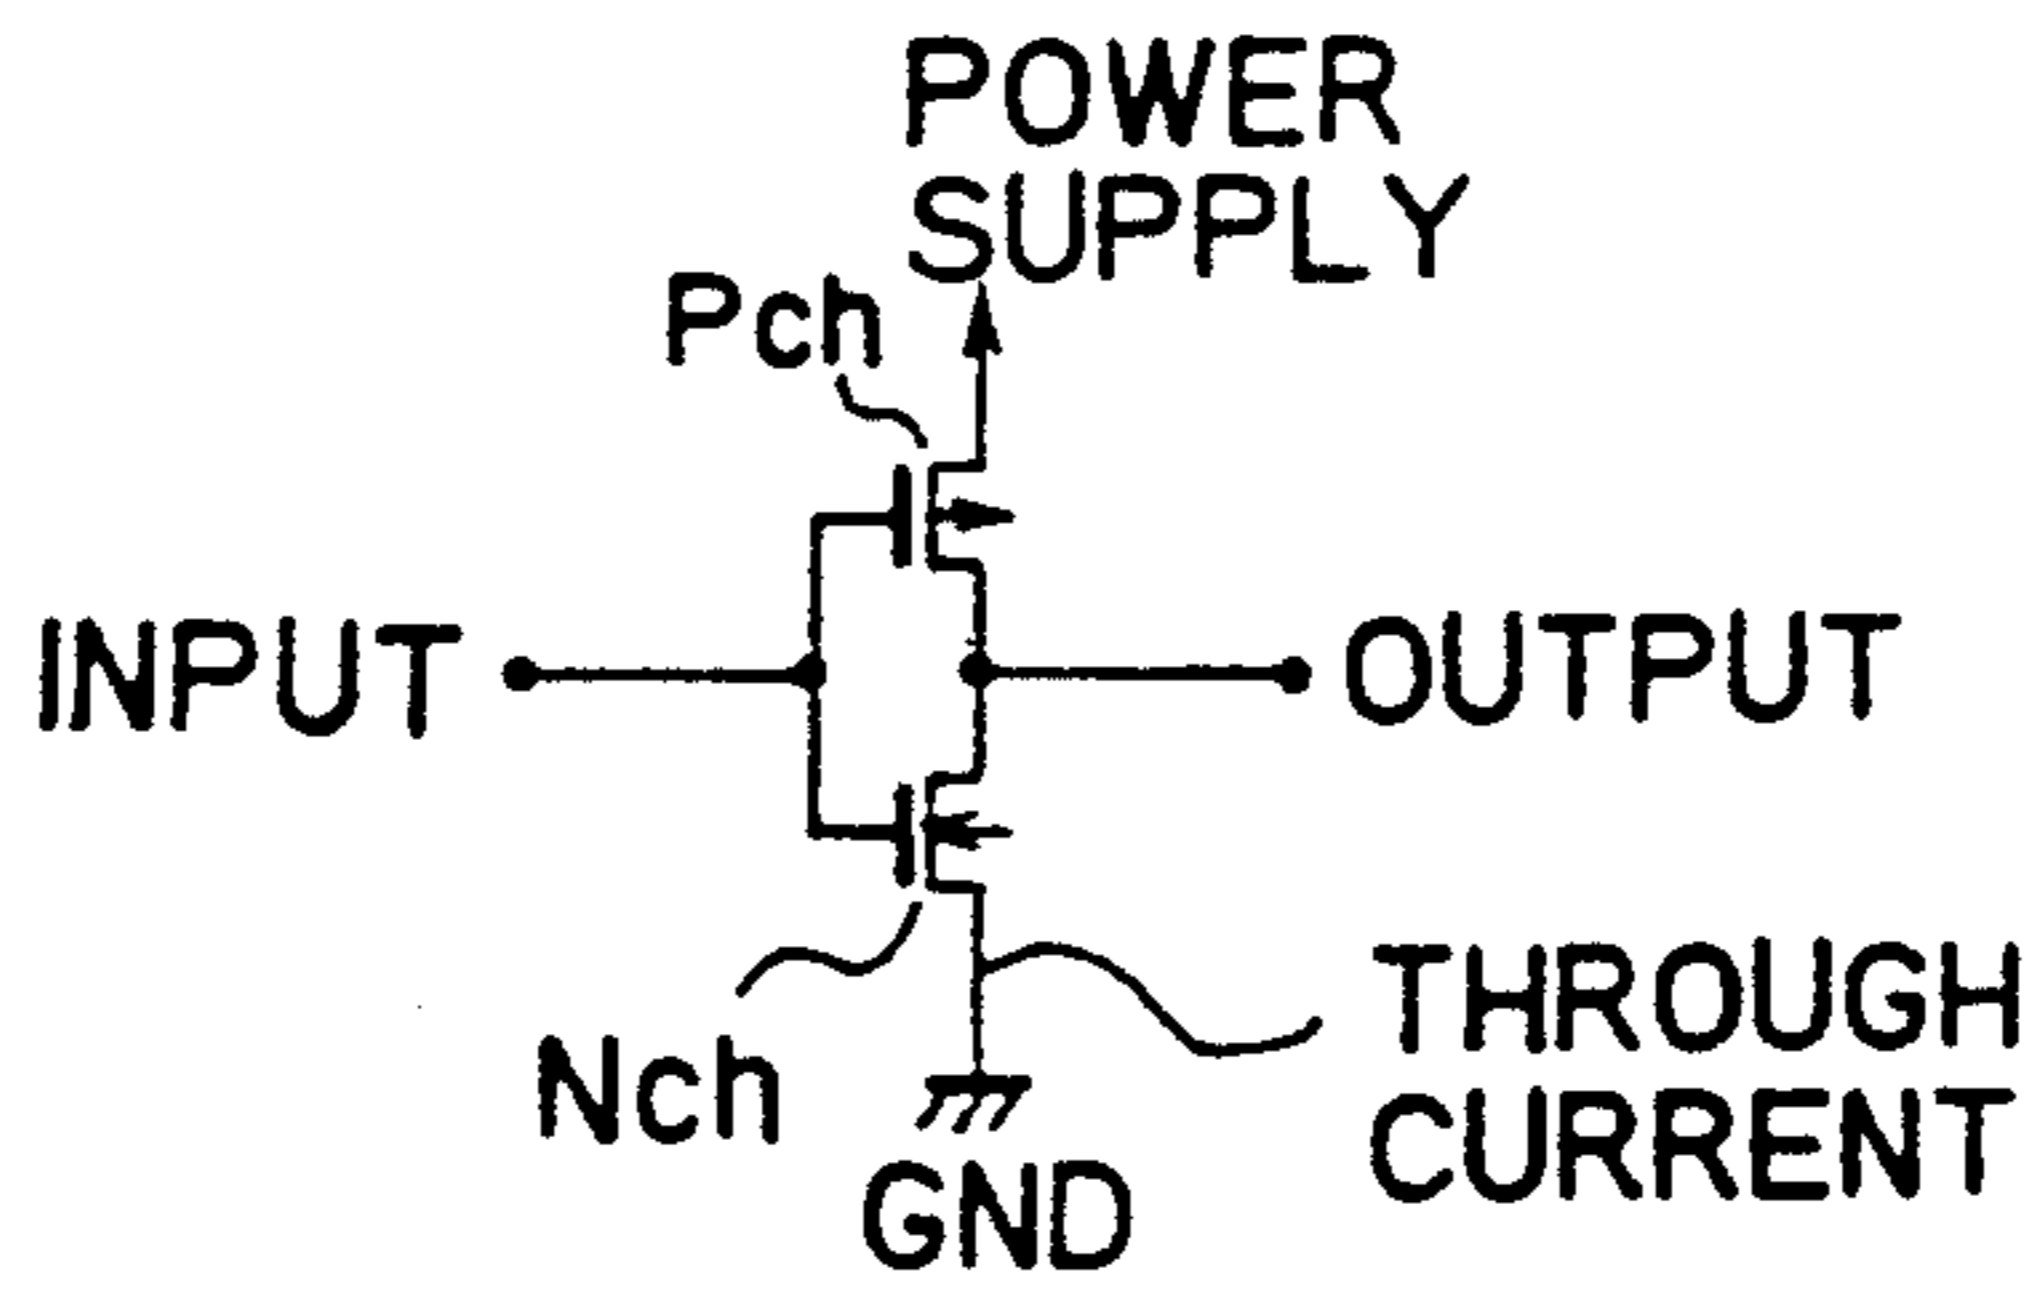 POWER
SUPPLY
Pch
INPUT
OUTPUT
THROUGH
CURRENT
Nch
GND